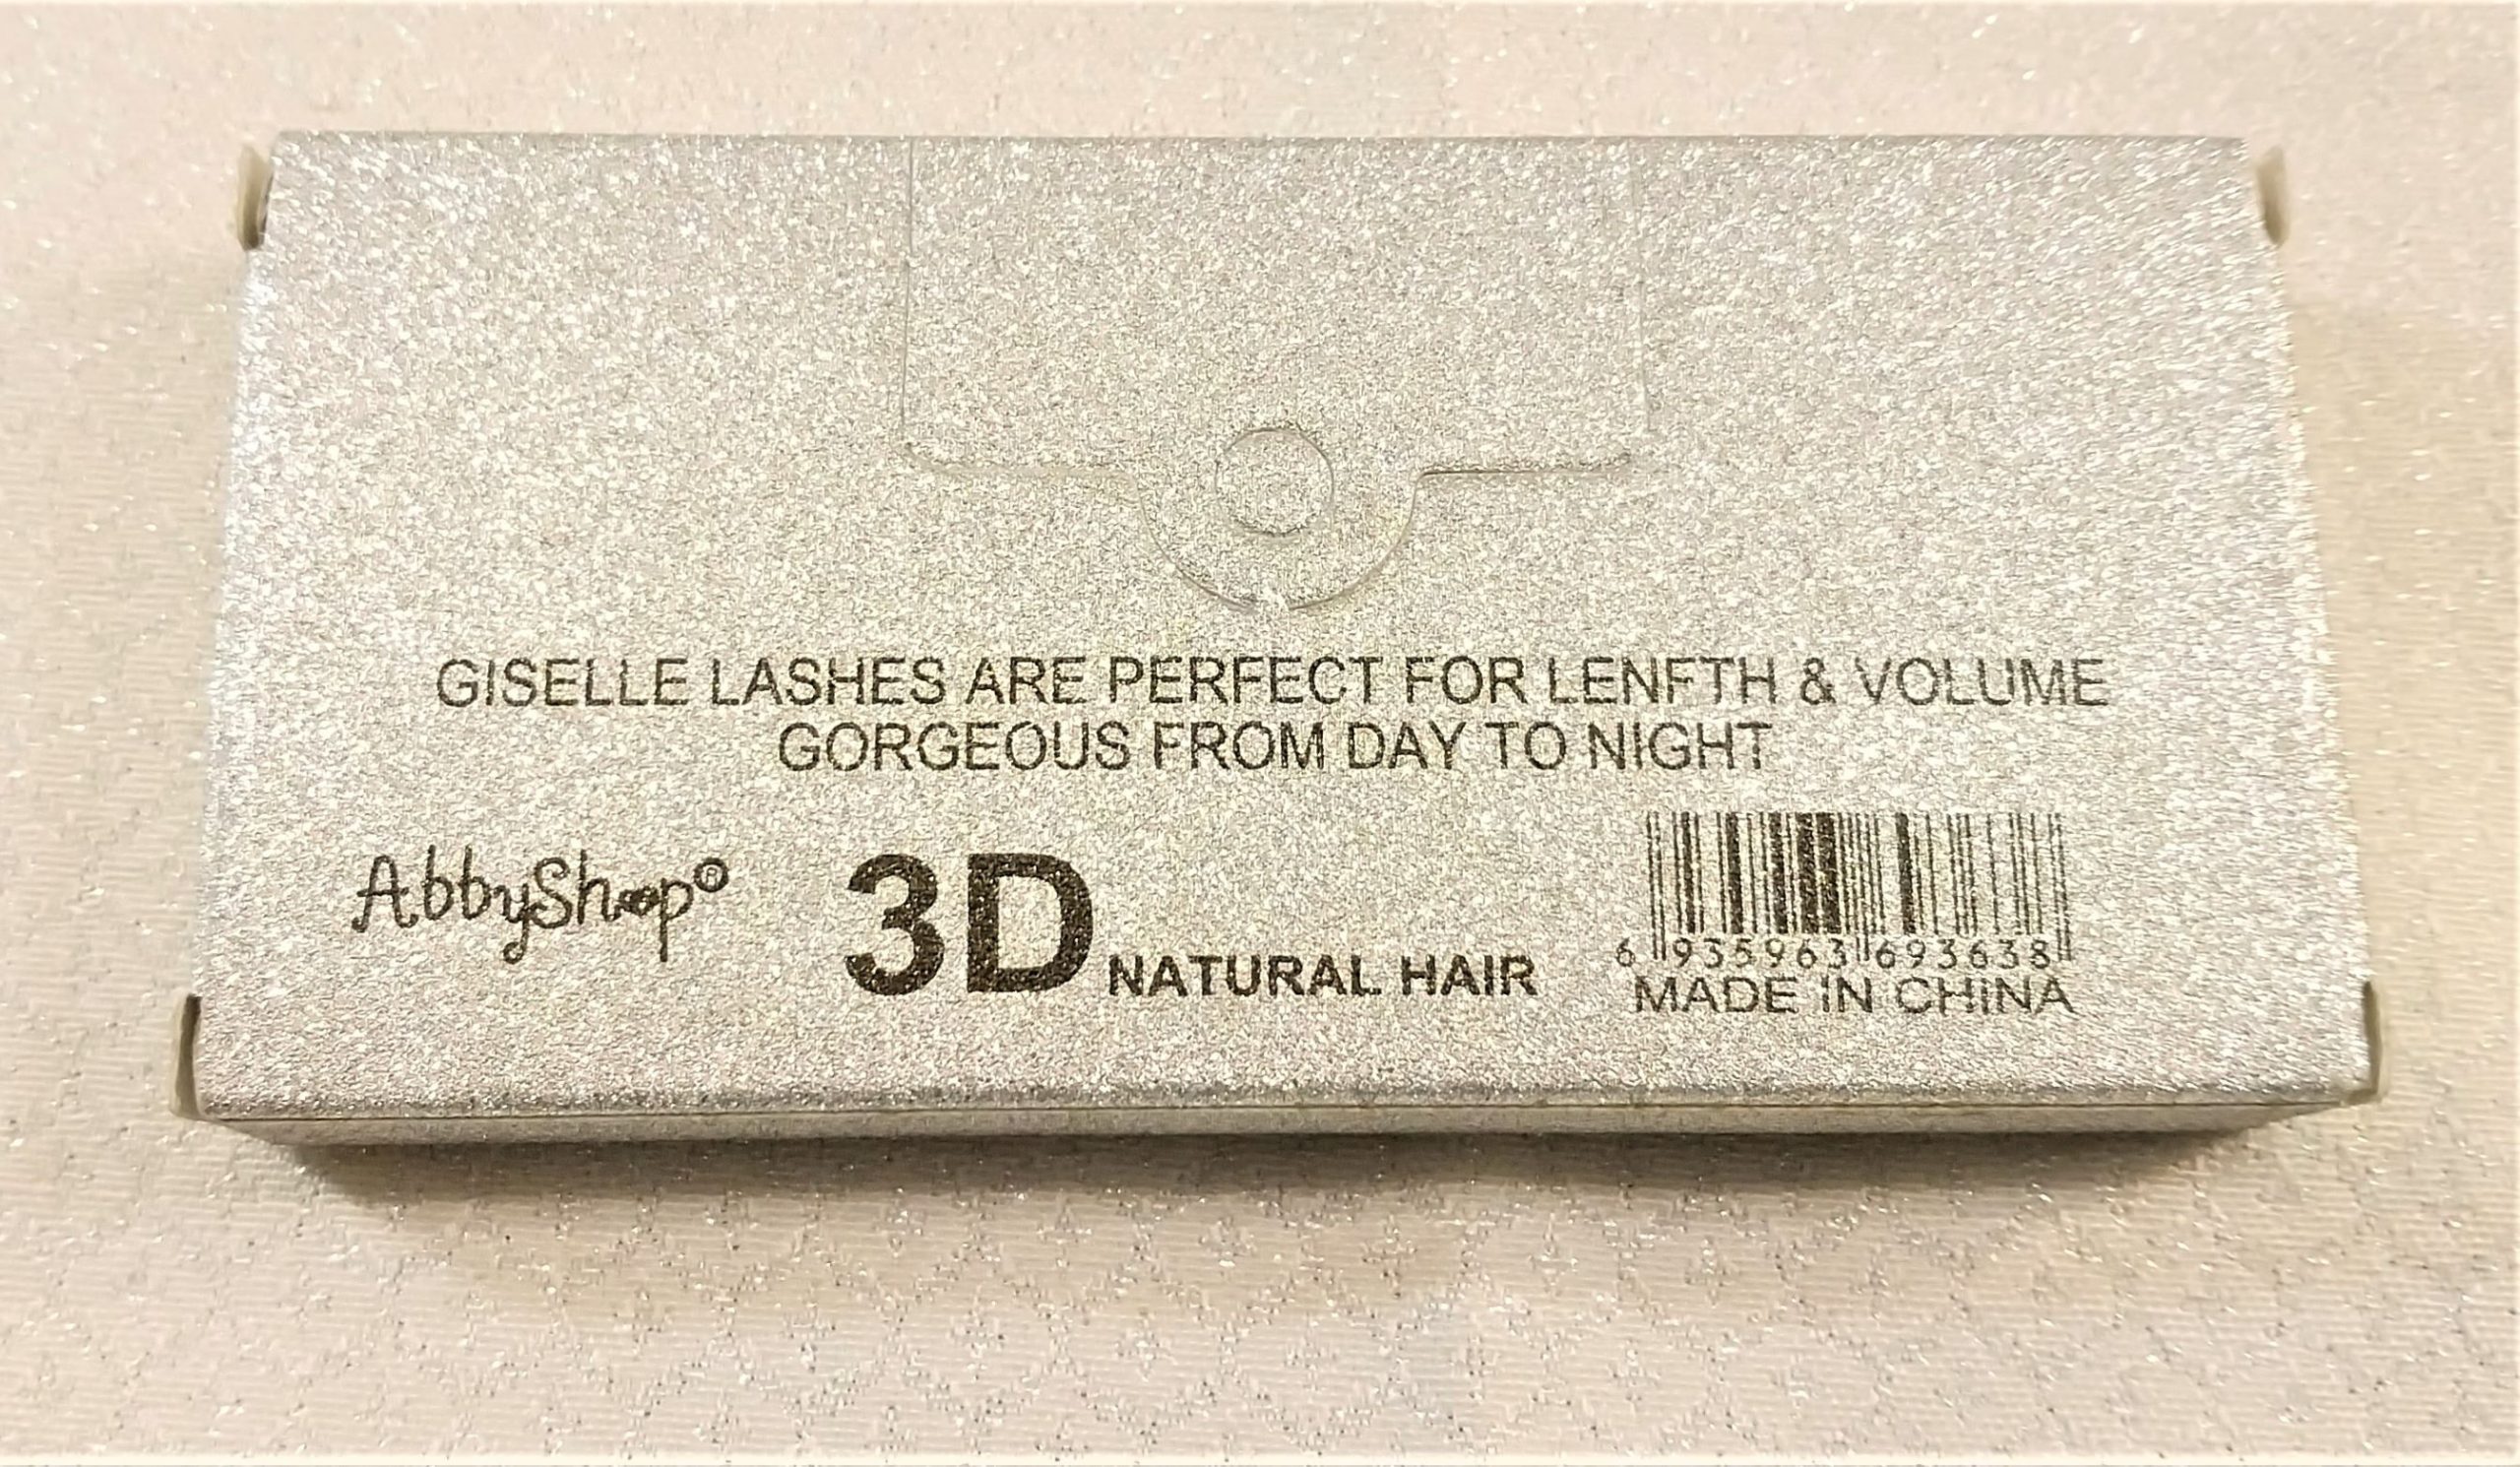 GISELLE LASHES ARE PERFECT FOR LENFTH & VOLUME
GORGEOUS FROM DAY TO NIGHT
AbbyShop®
3D NATURAL HAIR
6 935963 693638
MADE IN CHINA